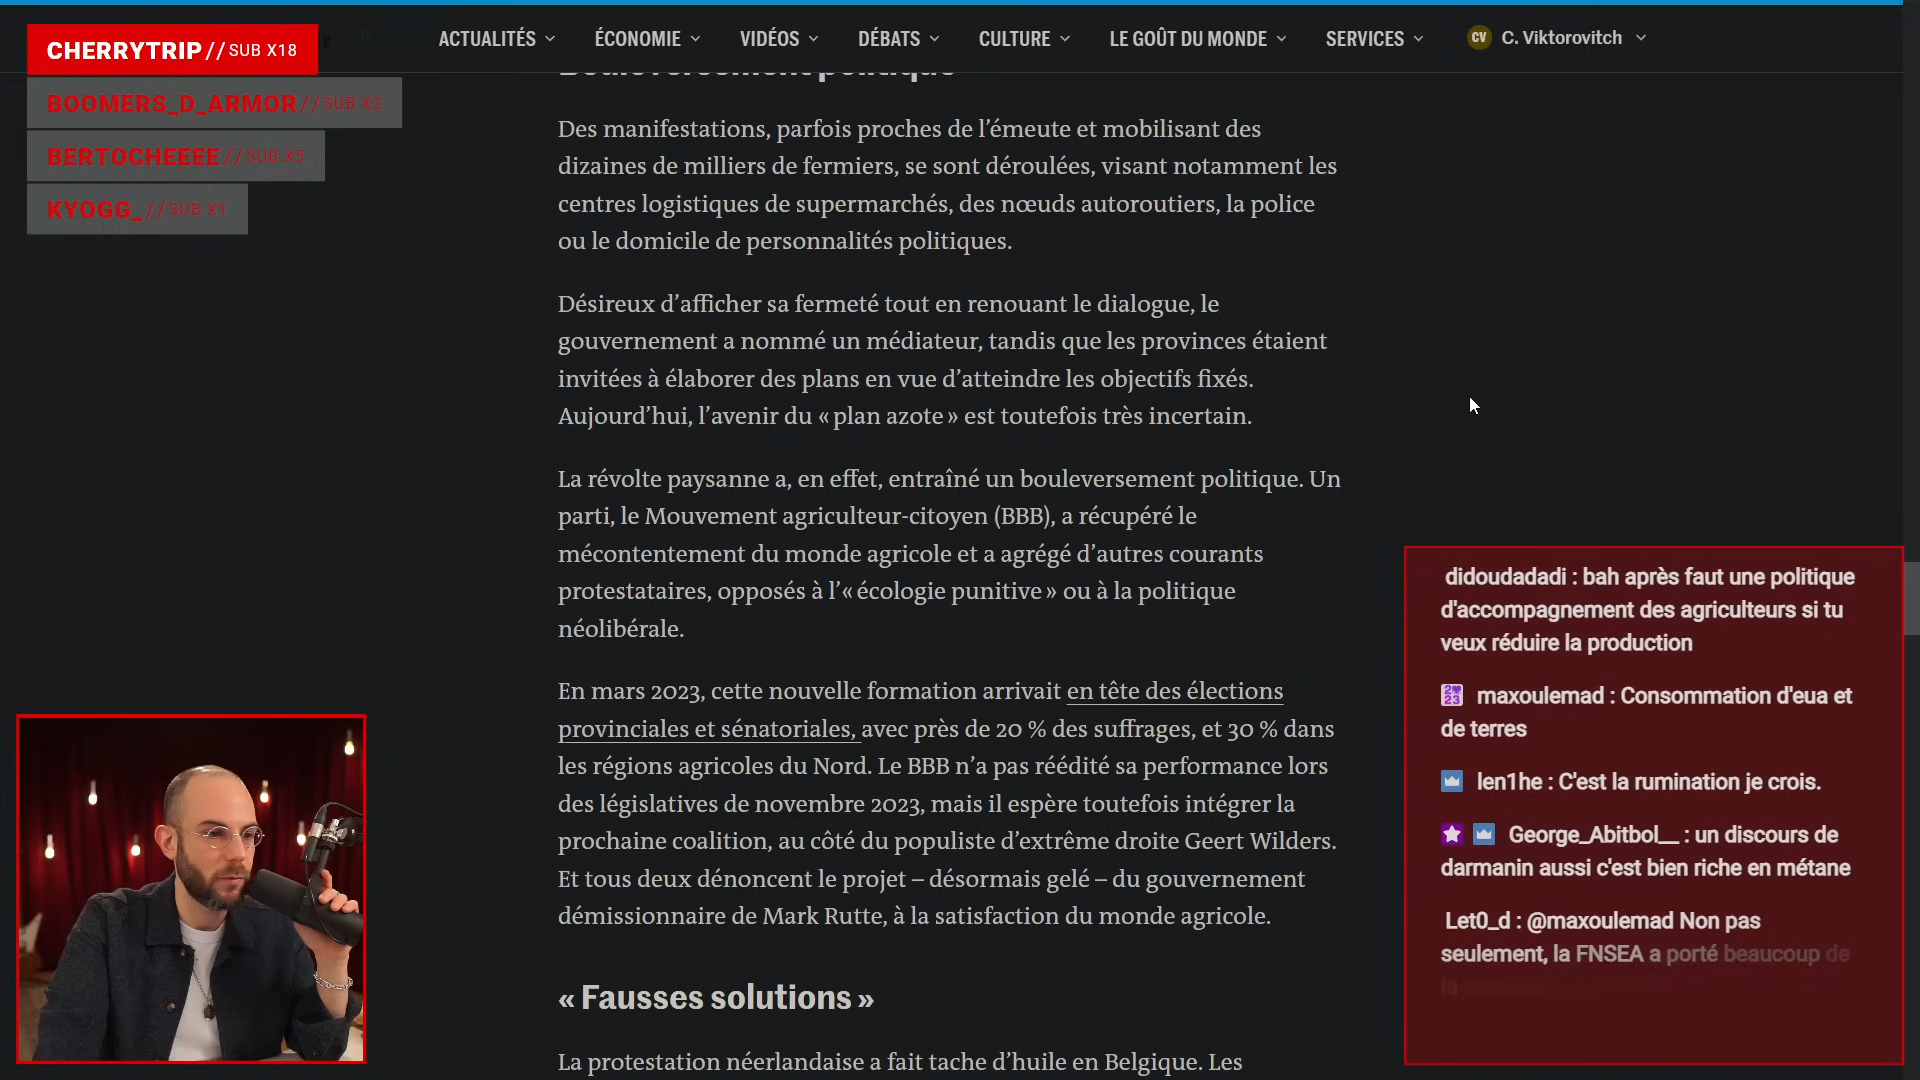 CHERRYTRIP // SUB X18
BOOMERS_D_ARMOR // SUB X2
BERTOCHEEEE // SUB X5
KYOGG_ // SUB X1
ACTUALITÉS
ÉCONOMIE
VIDÉOS
DÉBATS
CULTURE
LE GOÛT DU MONDE
SERVICES
CV C. Viktorovitch
Bouleversement politique
Des manifestations, parfois proches de l’émeute et mobilisant des
dizaines de milliers de fermiers, se sont déroulées, visant notamment les
centres logistiques de supermarchés, des nœuds autoroutiers, la police
ou le domicile de personnalités politiques.
Désireux d’afficher sa fermeté tout en renouant le dialogue, le
gouvernement a nommé un médiateur, tandis que les provinces étaient
invitées à élaborer des plans en vue d’atteindre les objectifs fixés.
Aujourd’hui, l’avenir du « plan azote » est toutefois très incertain.
La révolte paysanne a, en effet, entraîné un bouleversement politique. Un
parti, le Mouvement agriculteur-citoyen (BBB), a récupéré le
mécontentement du monde agricole et a agrégé d’autres courants
protestataires, opposés à l’« écologie punitive » ou à la politique
néolibérale.
En mars 2023, cette nouvelle formation arrivait en tête des élections
provinciales et sénatoriales, avec près de 20 % des suffrages, et 30 % dans
les régions agricoles du Nord. Le BBB n’a pas réédité sa performance lors
des législatives de novembre 2023, mais il espère toutefois intégrer la
prochaine coalition, au côté du populiste d’extrême droite Geert Wilders.
Et tous deux dénoncent le projet – désormais gelé – du gouvernement
démissionnaire de Mark Rutte, à la satisfaction du monde agricole.
« Fausses solutions »
La protestation néerlandaise a fait tache d’huile en Belgique. Les
didoudadadi : bah après faut une politique
d'accompagnement des agriculteurs si tu
veux réduire la production
maxoulemad : Consommation d'eua et
de terres
len1he : C'est la rumination je crois.
George_Abitbol__ : un discours de
darmanin aussi c'est bien riche en métane
Let0_d : @maxoulemad Non pas
seulement, la FNSEA a porté beaucoup de